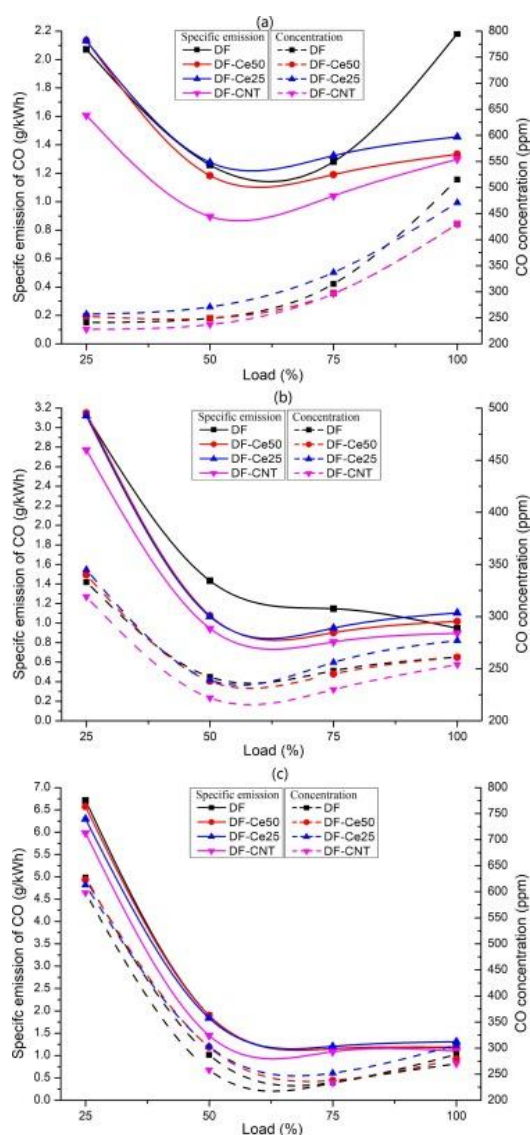 (a)
Specifc emission of CO (g/kWh)
2.2
2.0
1.8
1.6
1.4
1.2
1.0
0.8
0.6
0.4
0.2
0.0
Specific emission
DF
DF-Ce50
DF-Ce25
DF-CNT
Concentration
DF
DF-Ce50
DF-Ce25
DF-CNT
800
750
700
650
600
550
500
450
400
350
300
250
200
CO concentration (ppm)
25 50 75 100
Load (%)
(b)
Specifc emission of CO (g/kWh)
3.2
3.0
2.8
2.6
2.4
2.2
2.0
1.8
1.6
1.4
1.2
1.0
0.8
0.6
0.4
0.2
0.0
Specific emission
DF
DF-Ce50
DF-Ce25
DF-CNT
Concentration
DF
DF-Ce50
DF-Ce25
DF-CNT
500
450
400
350
300
250
200
CO concentration (ppm)
25 50 75 100
Load (%)
(c)
Specifc emission of CO (g/kWh)
7.0
6.5
6.0
5.5
5.0
4.5
4.0
3.5
3.0
2.5
2.0
1.5
1.0
0.5
0.0
Specific emission
DF
DF-Ce50
DF-Ce25
DF-CNT
Concentration
DF
DF-Ce50
DF-Ce25
DF-CNT
800
750
700
650
600
550
500
450
400
350
300
250
200
CO concentration (ppm)
25 50 75 100
Load (%)